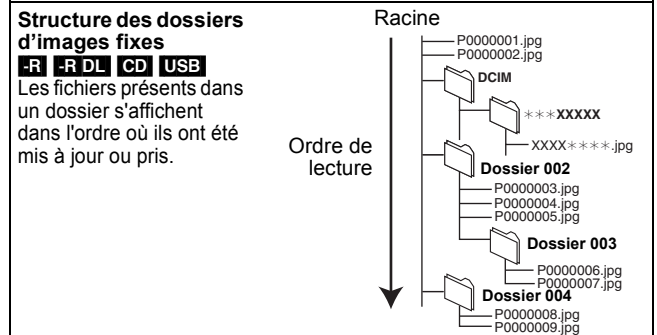 Structure des dossiers
d’images fixes
-R -R DL CD USB
Les fichiers présents dans
un dossier s'affichent
dans l'ordre où ils ont été
mis à jour ou pris.
Racine
P0000001.jpg
P0000002.jpg
DCIM
***XXXXX
XXXX****.jpg
Ordre de
lecture
Dossier 002
P0000003.jpg
P0000004.jpg
P0000005.jpg
Dossier 003
P0000006.jpg
P0000007.jpg
Dossier 004
P0000008.jpg
P0000009.jpg